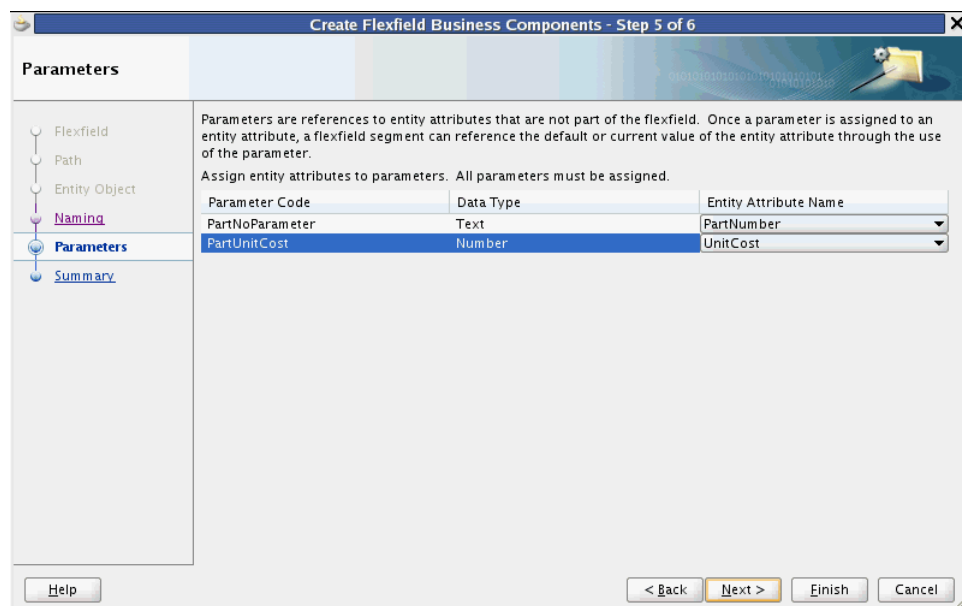 Create Flexfield Business Components - Step 5 of 6
Parameters
Flexfield
Path
Entity Object
Naming
Parameters
Summary
Parameters are references to entity attributes that are not part of the flexfield. Once a parameter is assigned to an
entity attribute, a flexfield segment can reference the default or current value of the entity attribute through the use
of the parameter.
Assign entity attributes to parameters. All parameters must be assigned.
Parameter Code Data Type Entity Attribute Name
PartNoParameter Text PartNumber
PartUnitCost Number UnitCost
Help < Back Next > Finish Cancel